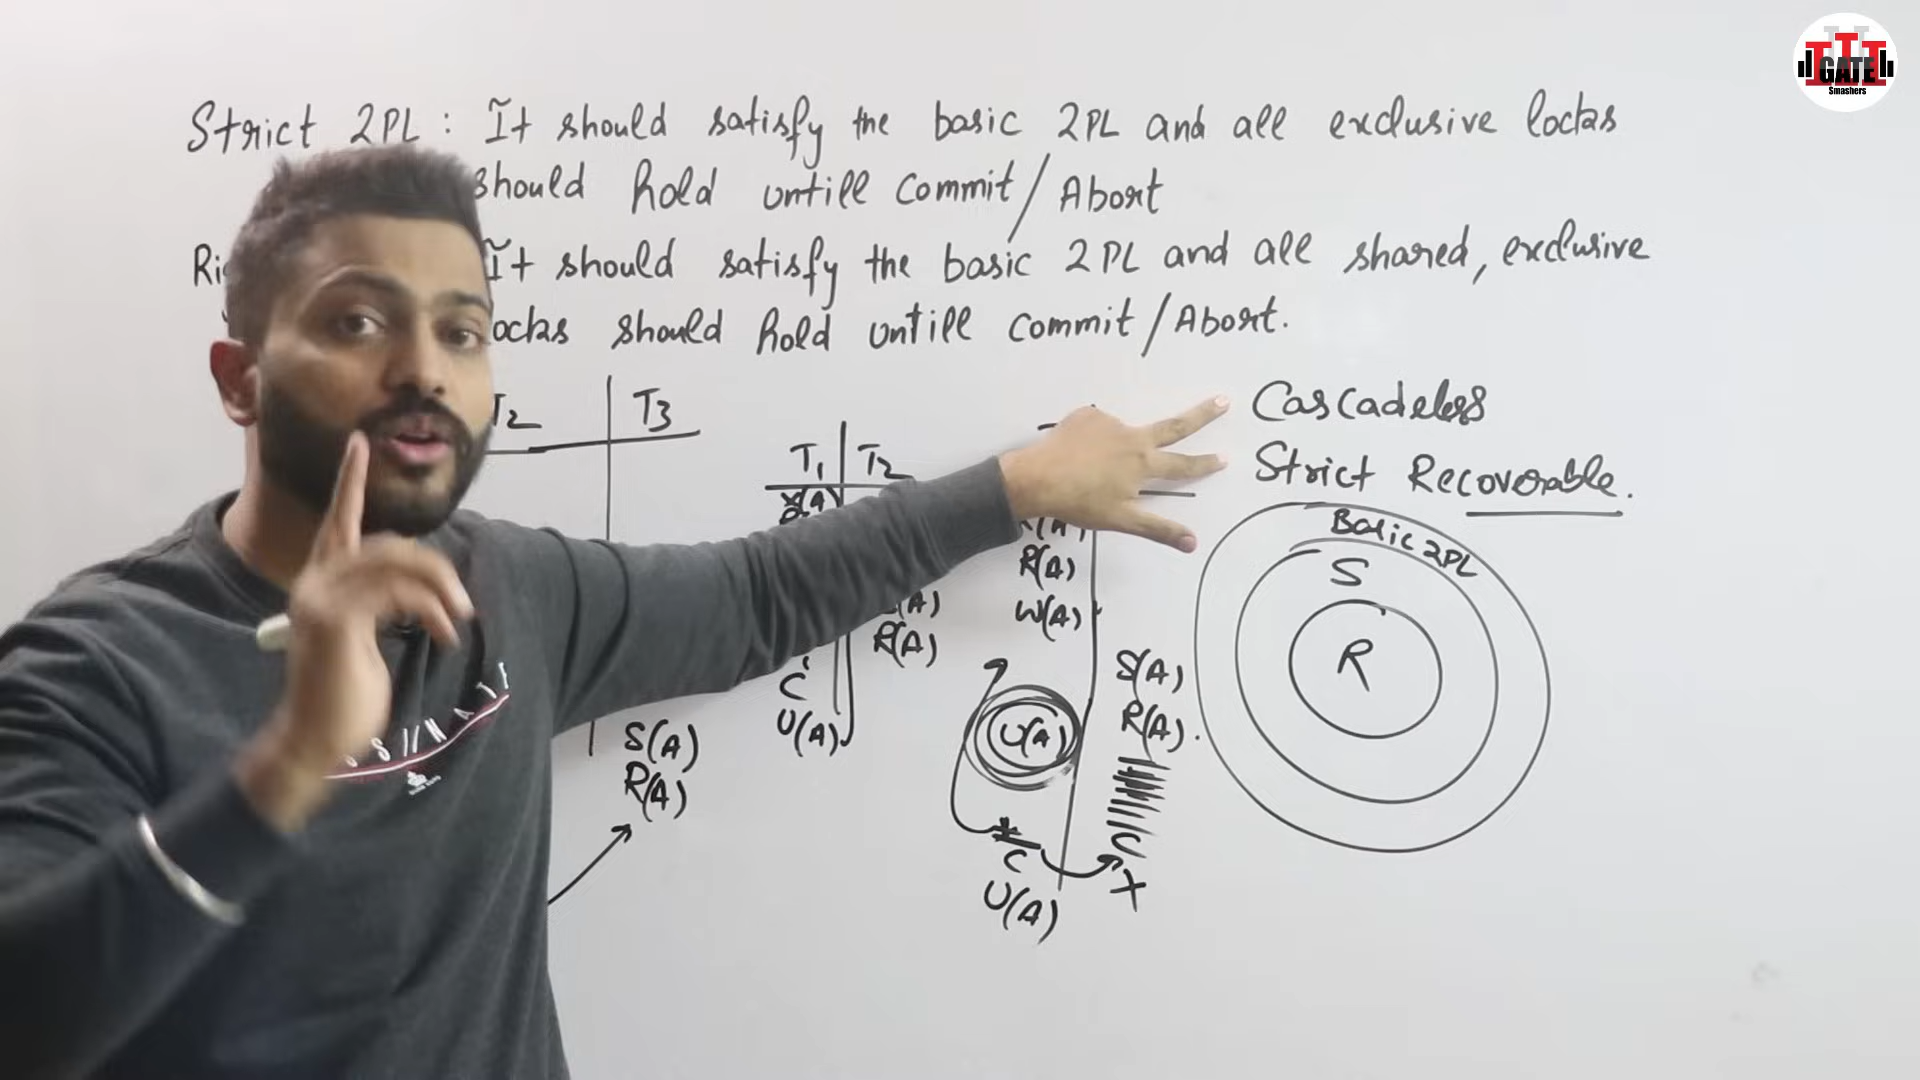 GATE
Smashers
Strict 2PL : It should satisfy the basic 2PL and all exclusive locks
should hold untill Commit/Abort
It should satisfy the basic 2PL and all shared, exclusive
should hold untill Commit/Abort.
T2 T3
T1 T2
Cascadeless
Strict Recoverable.
Basic 2PL
S
R
X(A)
R(A)
W(A)
R(A)
S(A)
R(A).
C
U(A)
U(A)
S(A)
R(A)
C
C
X
U(A)